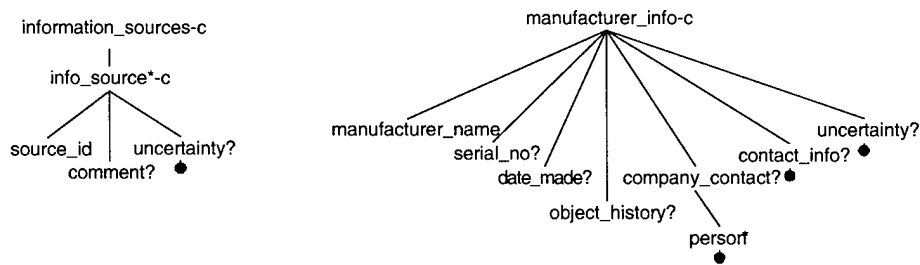 information_sources-c
info_source*-c
source_id
comment?
uncertainty?
manufacturer_info-c
manufacturer_name
serial_no?
date_made?
object_history?
company_contact?
person*
contact_info?
uncertainty?